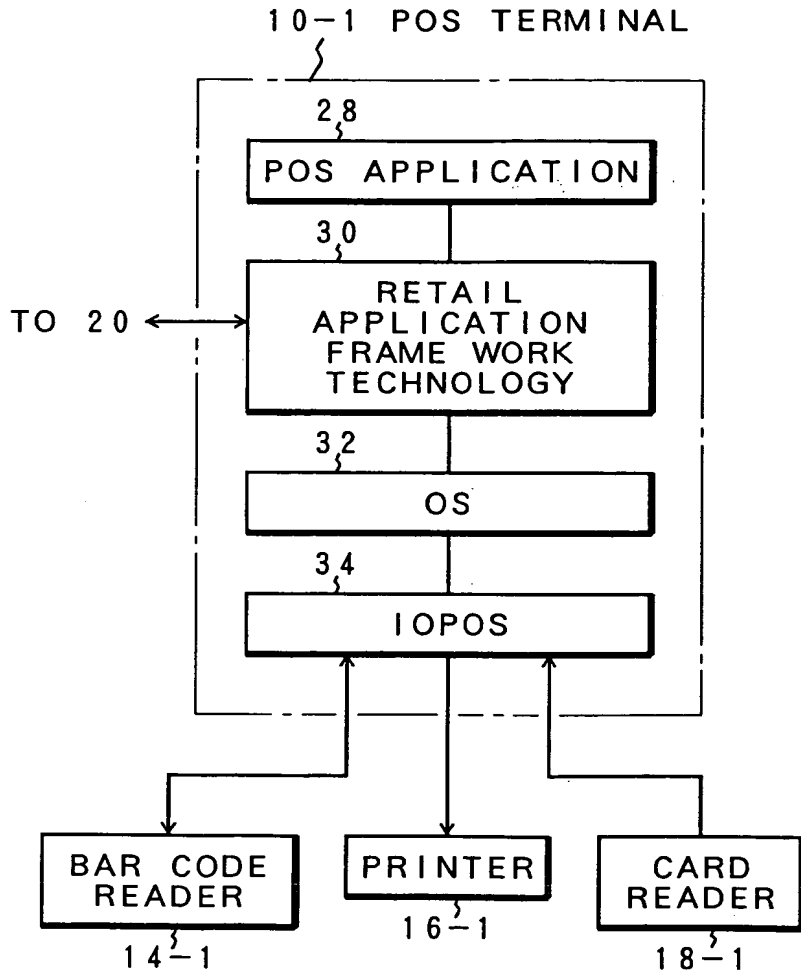 10-1 POS TERMINAL
28
POS APPLICATION
30
RETAIL
APPLICATION
FRAME WORK
TECHNOLOGY
TO 20
32
OS
34
IOPOS
BAR CODE
READER
14-1
PRINTER
16-1
CARD
READER
18-1